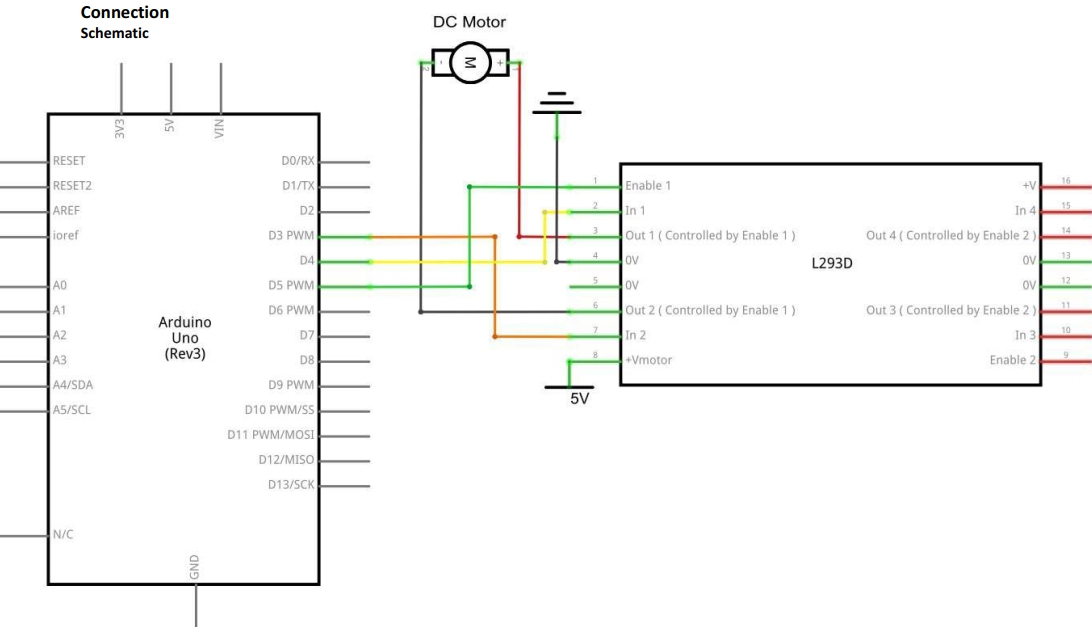 Connection
Schematic
DC Motor
- M +
2 1
3V3 5V VIN
RESET
RESET2
AREF
ioref
A0
A1
A2
A3
A4/SDA
A5/SCL
N/C
Arduino
Uno
(Rev3)
D0/RX
D1/TX
D2
D3 PWM
D4
D5 PWM
D6 PWM
D7
D8
D9 PWM
D10 PWM/SS
D11 PWM/MOSI
D12/MISO
D13/SCK
GND
1 Enable 1
2 In 1
3 Out 1 ( Controlled by Enable 1 )
4 0V
5 0V
6 Out 2 ( Controlled by Enable 1 )
7 In 2
8 +Vmotor
5V
L293D
+V 16
In 4 15
Out 4 ( Controlled by Enable 2 ) 14
0V 13
0V 12
Out 3 ( Controlled by Enable 2 ) 11
In 3 10
Enable 2 9